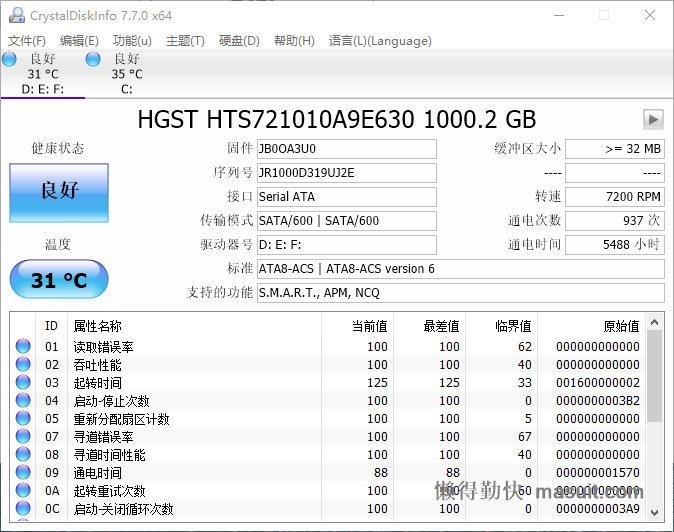 CrystalDiskInfo 7.7.0 x64
文件(F) 编辑(E) 功能(u) 主题(T) 硬盘(D) 帮助(H) 语言(L)(Language)
良好 良好
31 °C 35 °C
D: E: F: C:
HGST HTS721010A9E630 1000.2 GB
健康状态 固件 JB0OA3U0 缓冲区大小 >= 32 MB
良好 序列号 JR1000D319UJ2E ---- ----
接口 Serial ATA 转速 7200 RPM
传输模式 SATA/600 | SATA/600 通电次数 937 次
温度 驱动器号 D: E: F: 通电时间 5488 小时
31 °C 标准 ATA8-ACS | ATA8-ACS version 6
支持的功能 S.M.A.R.T., APM, NCQ
ID 属性名称 当前值 最差值 临界值 原始值
01 读取错误率 100 100 62 000000000000
02 吞吐性能 100 100 40 000000000000
03 起转时间 125 125 33 001600000002
04 启动-停止次数 100 100 0 0000000003B2
05 重新分配扇区计数 100 100 5 000000000000
07 寻道错误率 100 100 67 000000000000
08 寻道时间性能 100 100 40 000000000000
09 通电时间 88 88 0 000000001570
0A 起转重试次数 100 100 60 000000000000
0C 启动-关闭循环次数 100 100 0 0000000003A9
懒得勤快 masuit.com